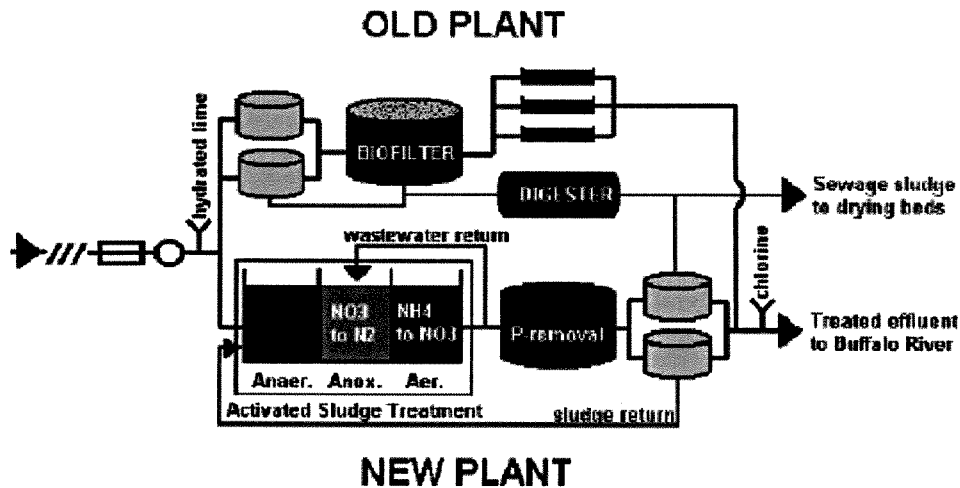 OLD PLANT
hydrated lime
BIOFILTER
DIGESTER
Sewage sludge
to drying beds
wastewater return
chlorine
NO3
to N2
NH4
to NO3
P-removal
Treated effluent
to Buffalo River
Anaer. Anox. Aer.
Activated Sludge Treatment
sludge return
NEW PLANT